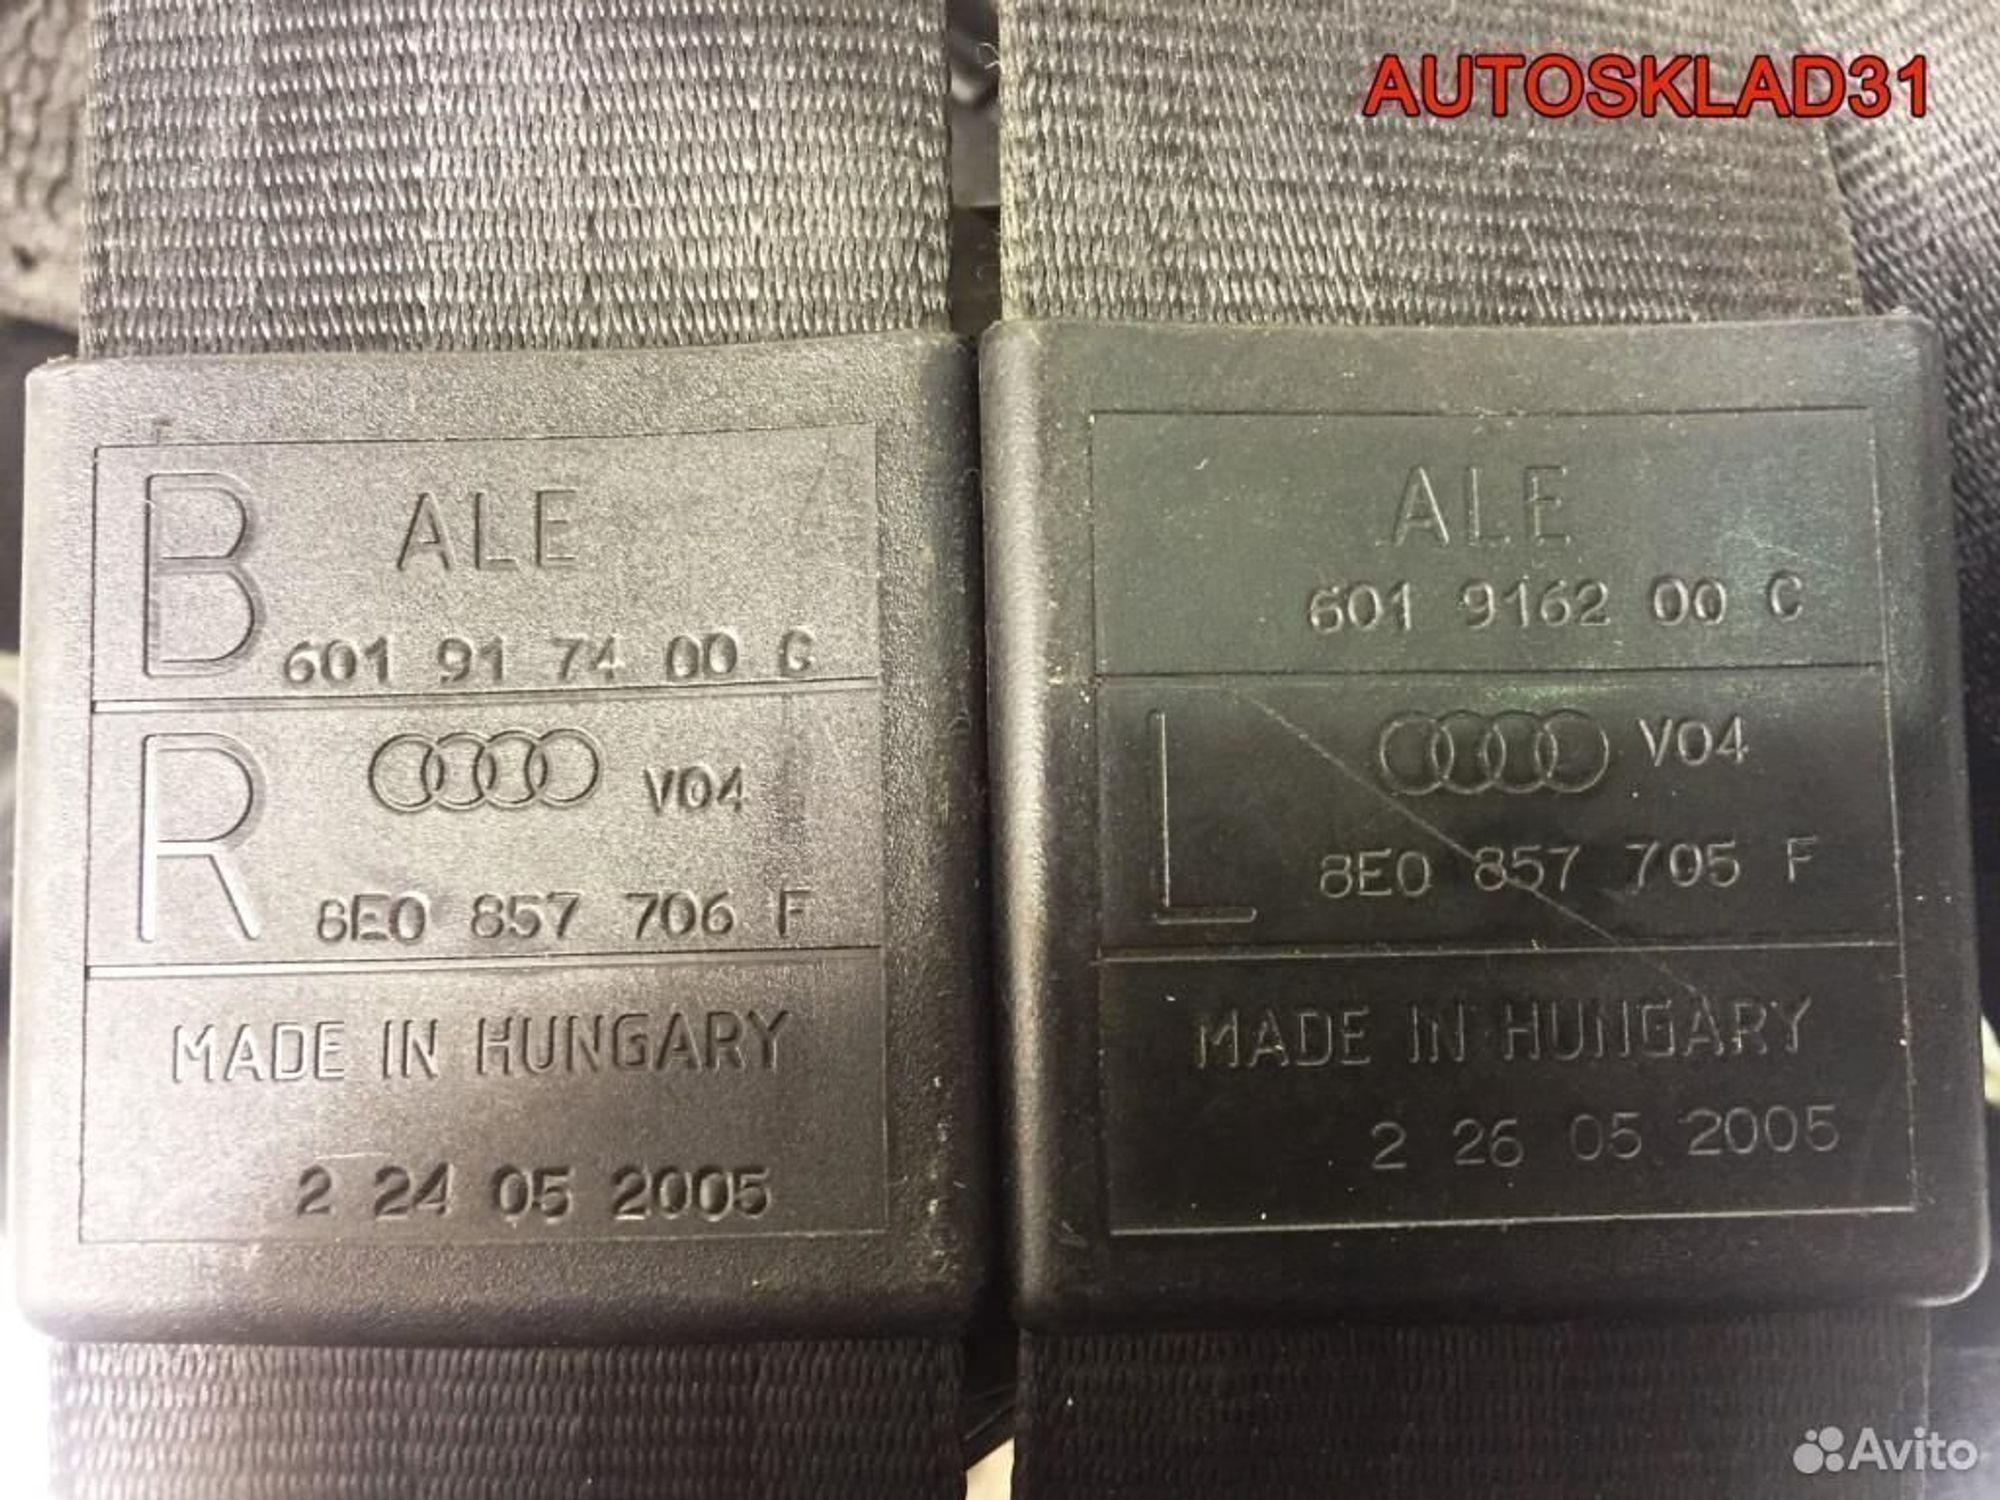 AUTOSKLAD31
B ALE
601 91 74 00 C
R V04
8E0 857 706 F
MADE IN HUNGARY
2 24 05 2005
ALE
601 9162 00 C
L V04
8E0 857 705 F
MADE IN HUNGARY
2 26 05 2005
Avito